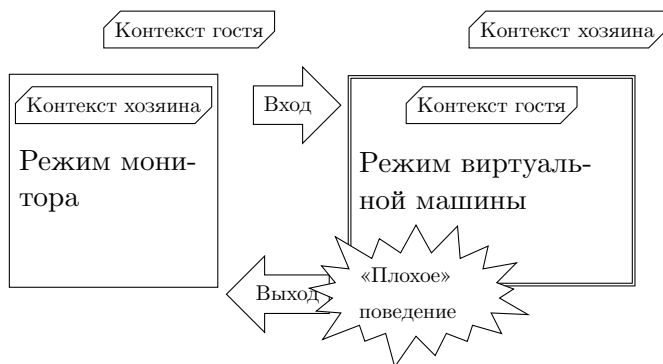 Контекст гостя
Контекст хозяина
Контекст хозяина
Вход
Контекст гостя
Режим мони-
тора
Режим виртуаль-
ной машины
«Плохое»
поведение
Выход